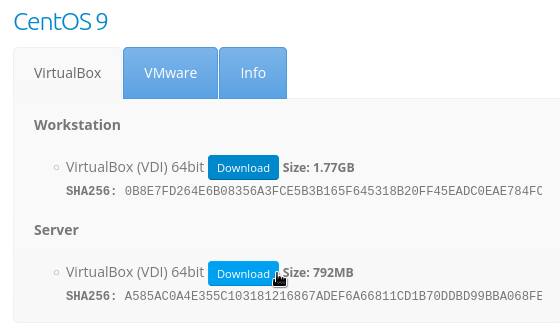 CentOS 9
VirtualBox VMware Info
Workstation
VirtualBox (VDI) 64bit Download Size: 1.77GB
SHA256: 0B8E7FD264E6B08356A3FCE5B3B165F645318B20FF45EADC0EAE784FC
Server
VirtualBox (VDI) 64bit Download Size: 792MB
SHA256: A585AC0A4E355C103181216867ADEF6A66811CD1B70DDBD99BBA068FE